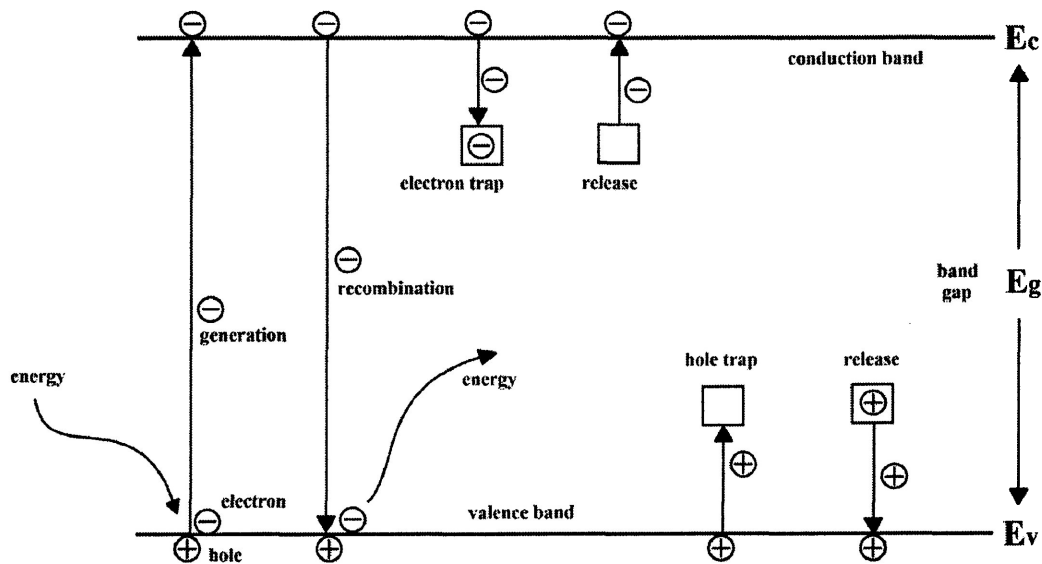 Ec
conduction band
electron trap
release
recombination
band
gap
Eg
generation
hole trap
release
energy
energy
electron
valence band
Ev
hole